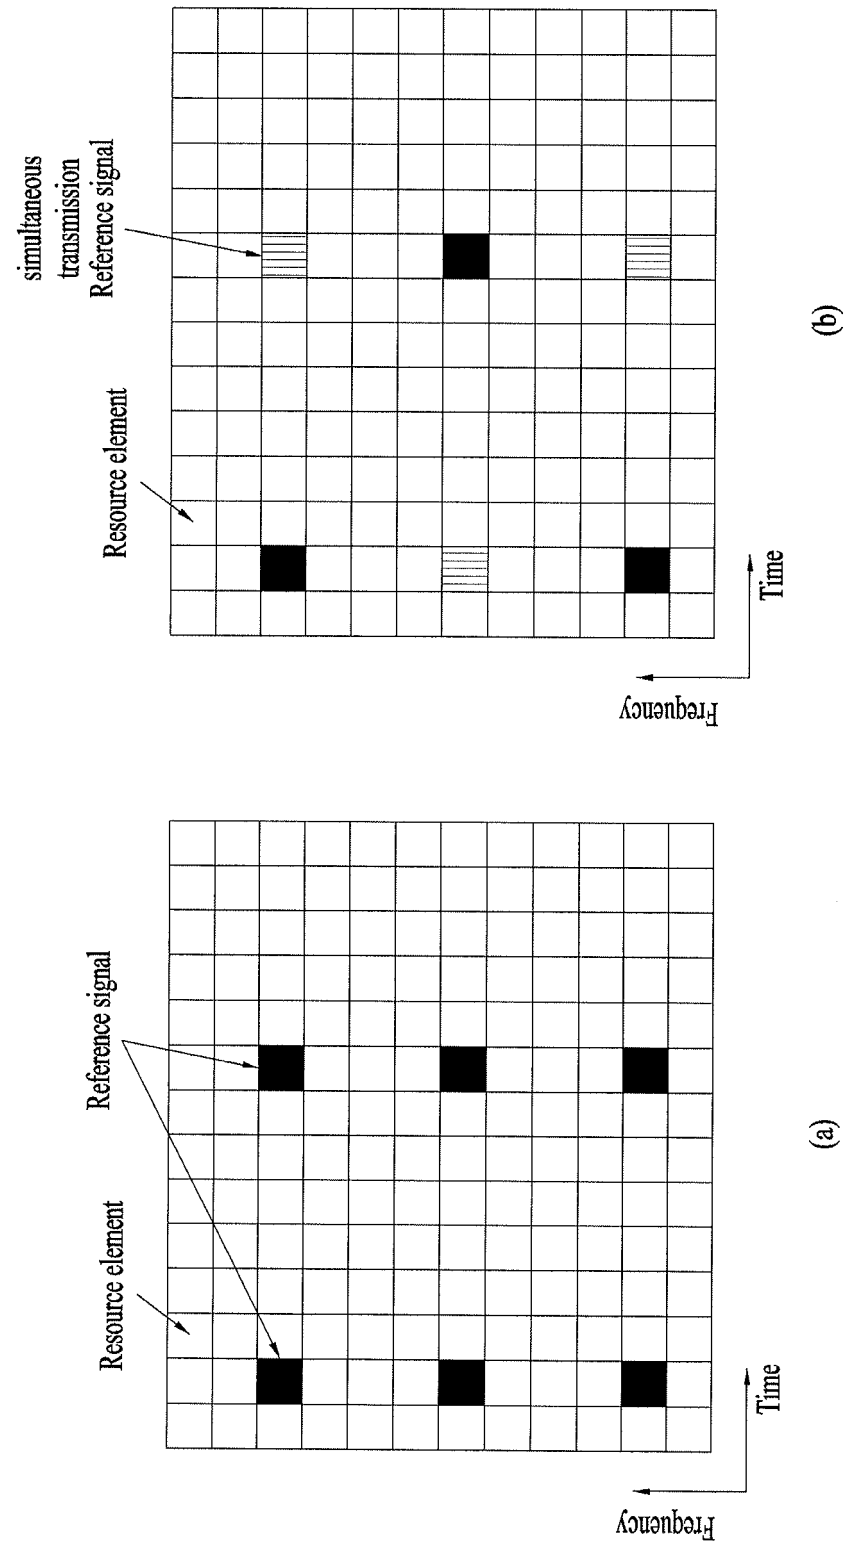 simultaneous
transmission
Reference signal
Resource element
Frequency
Time
(b)
Reference signal
Resource element
Frequency
Time
(a)